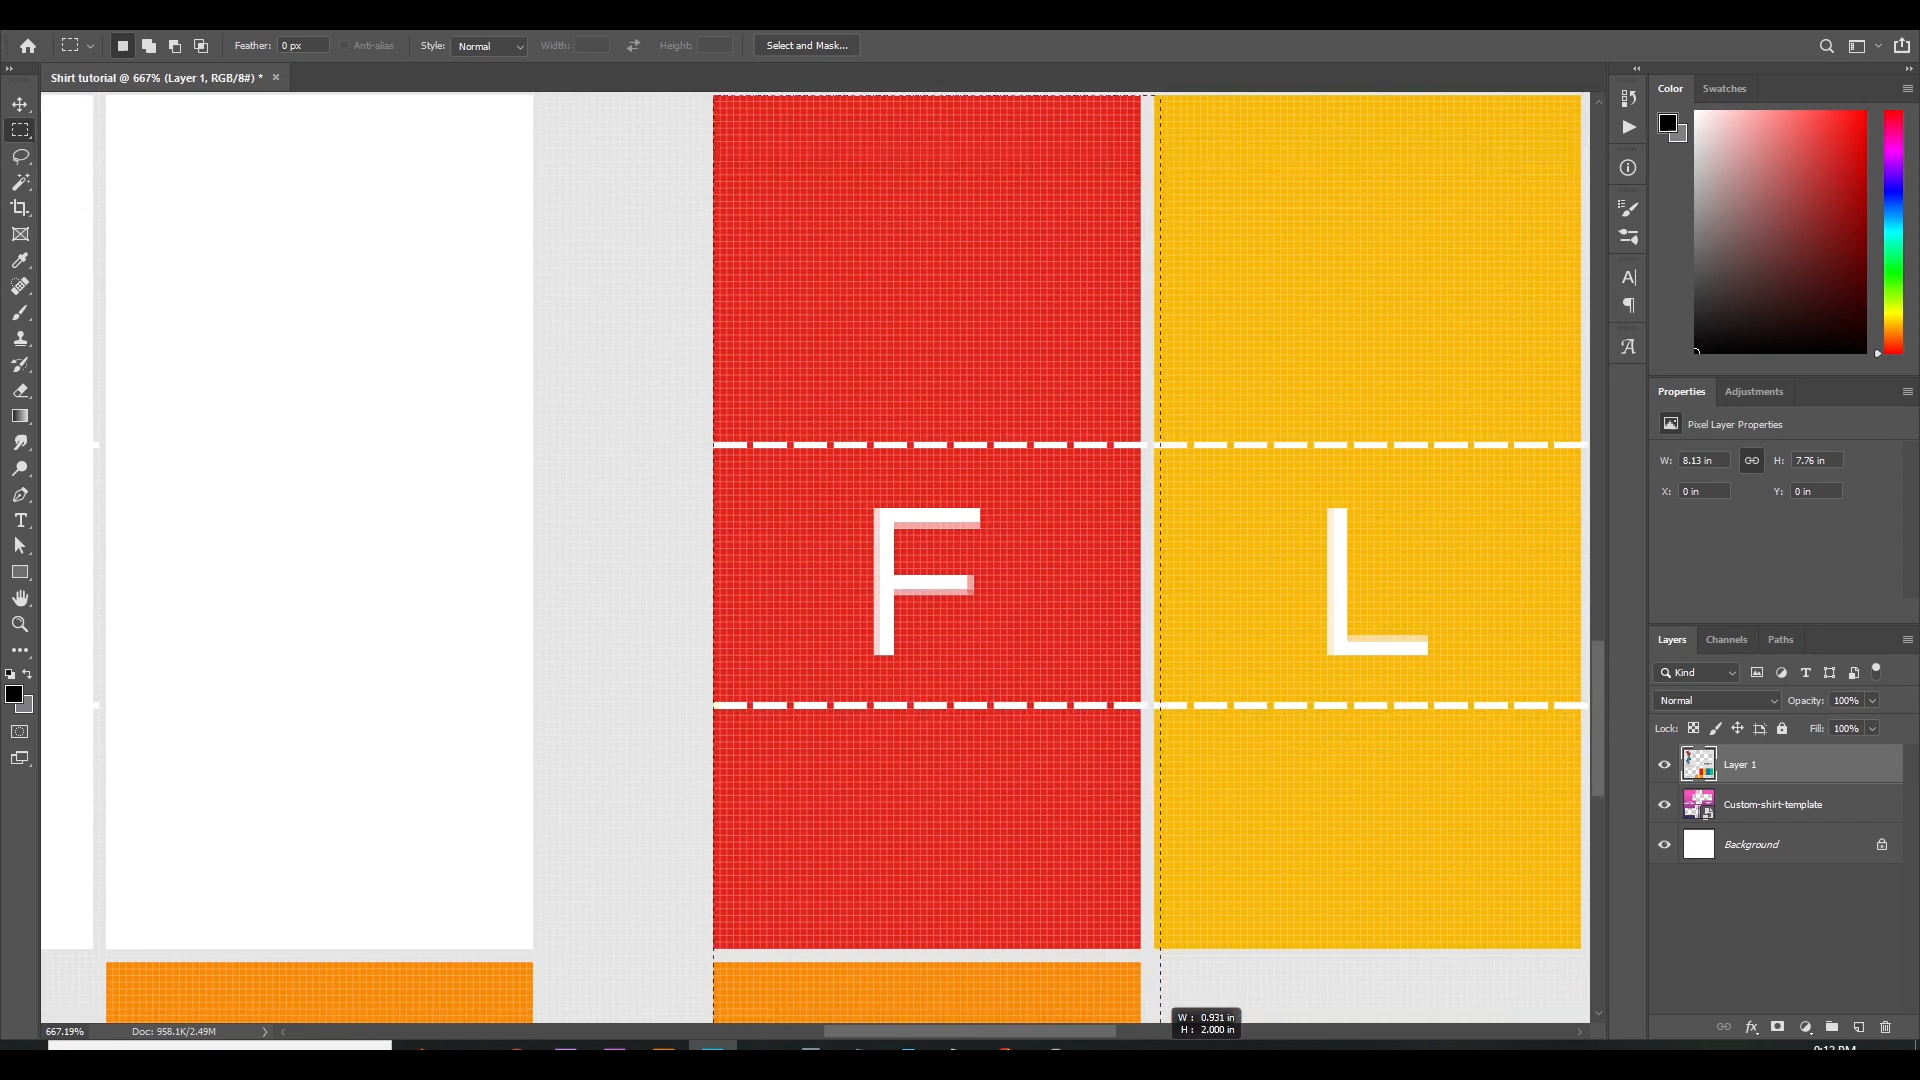 Feather: 0 px Anti-alias Style: Normal Width: Height: Select and Mask...
Shirt tutorial @ 667% (Layer 1, RGB/8#) * ×
Color Swatches
F L
Properties Adjustments
Pixel Layer Properties
W: 8.13 in H: 7.76 in
X: 0 in Y: 0 in
Layers Channels Paths
Kind
Normal Opacity: 100%
Lock: Fill: 100%
Layer 1
Custom-shirt-template
Background
W : 0.931 in
H : 2.000 in
667.19% Doc: 958.1K/2.49M